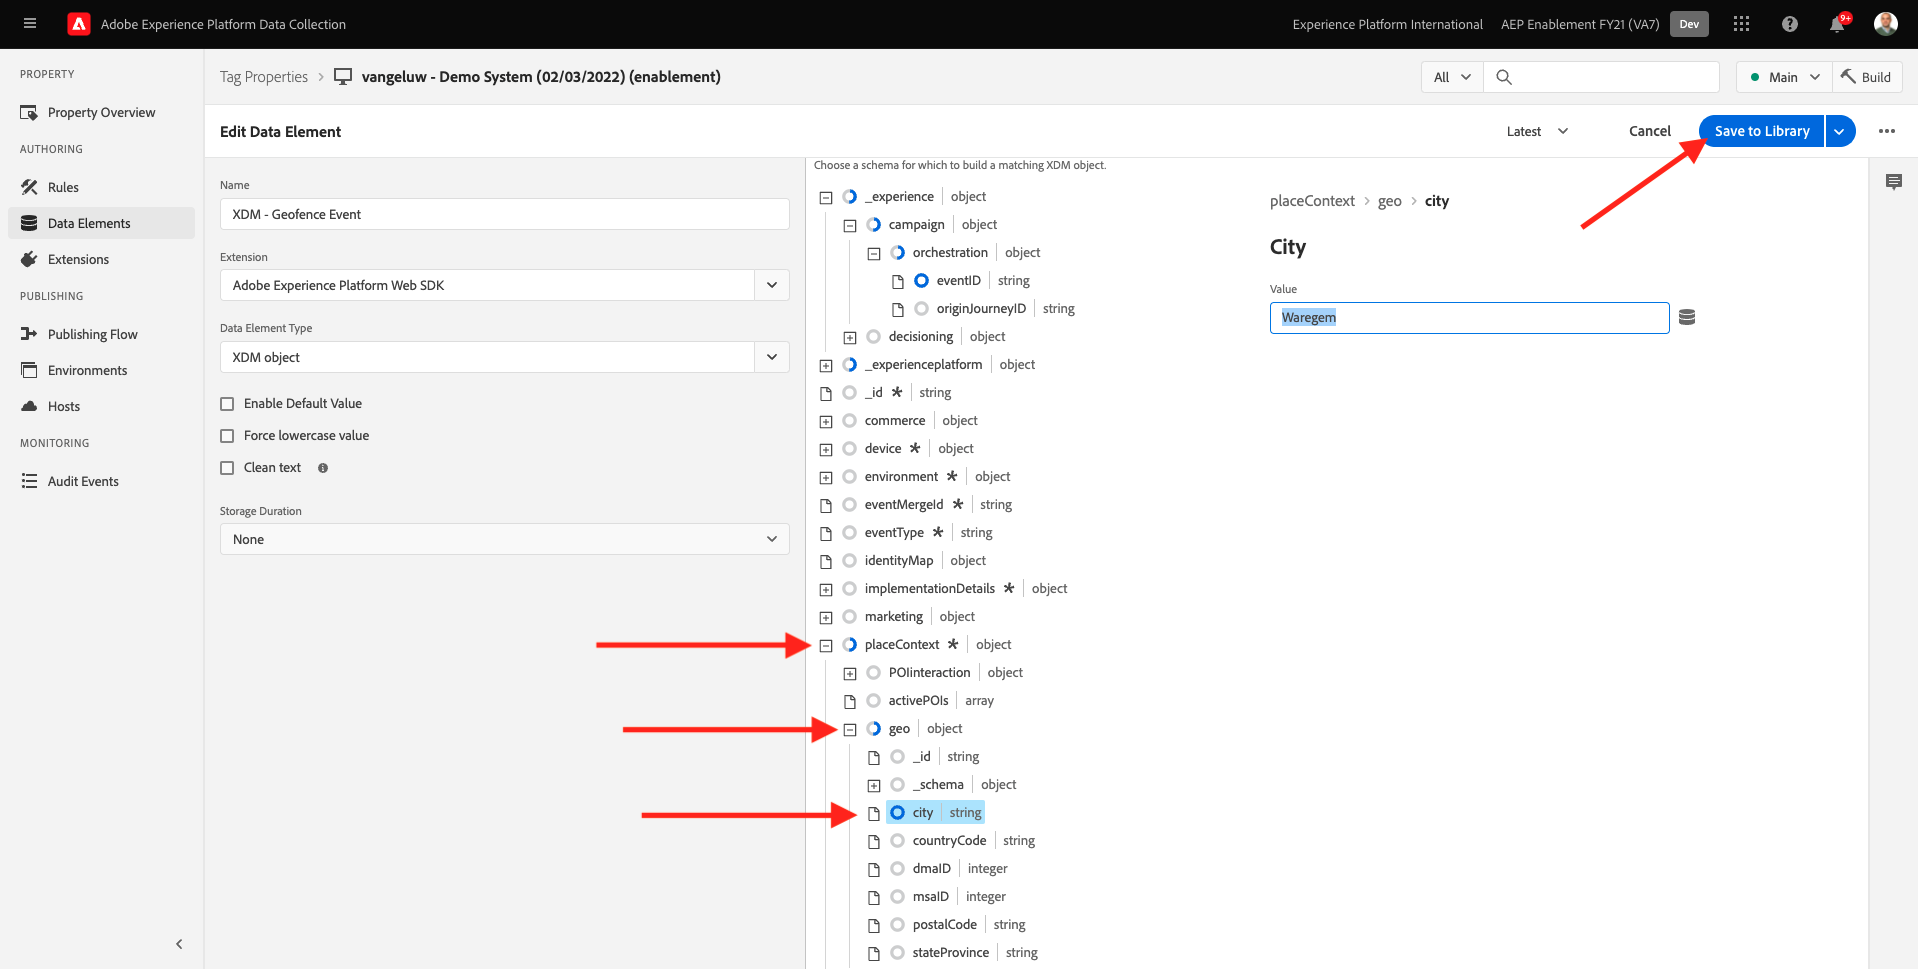 Adobe Experience Platform Data Collection
Experience Platform International
AEP Enablement FY21 (VA7)
Dev
9+
PROPERTY
Property Overview
AUTHORING
Rules
Data Elements
Extensions
PUBLISHING
Publishing Flow
Environments
Hosts
MONITORING
Audit Events
Tag Properties > vangeluw - Demo System (02/03/2022) (enablement)
All
Main
Build
Edit Data Element
Latest
Cancel
Save to Library
Name
XDM - Geofence Event
Extension
Adobe Experience Platform Web SDK
Data Element Type
XDM object
Enable Default Value
Force lowercase value
Clean text
Storage Duration
None
Choose a schema for which to build a matching XDM object.
_experience | object
campaign | object
orchestration | object
eventID | string
originJourneyID | string
decisioning | object
_experienceplatform | object
_id * | string
commerce | object
device * | object
environment * | object
eventMergeId * | string
eventType * | string
identityMap | object
implementationDetails * | object
marketing | object
placeContext * | object
POIinteraction | object
activePOIs | array
geo | object
_id | string
_schema | object
city | string
countryCode | string
dmaID | integer
msaID | integer
postalCode | string
stateProvince | string
placeContext > geo > city
City
Value
Waregem